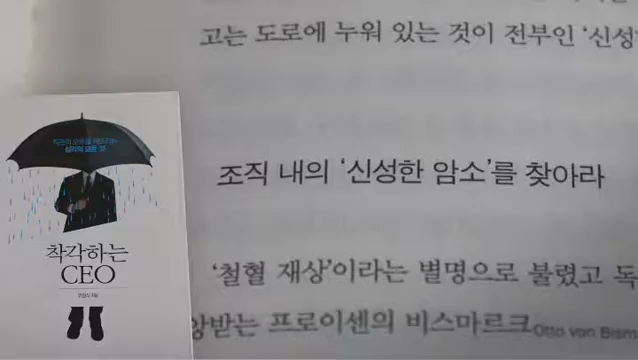 고는 도로에 누워 있는 것이 전부인 ‘신성
조직 내의 ‘신성한 암소’를 찾아라
‘철혈 재상’이라는 별명으로 불렸고 독
앙받는 프로이센의 비스마르크 Otto von Bism
착각하는
CEO